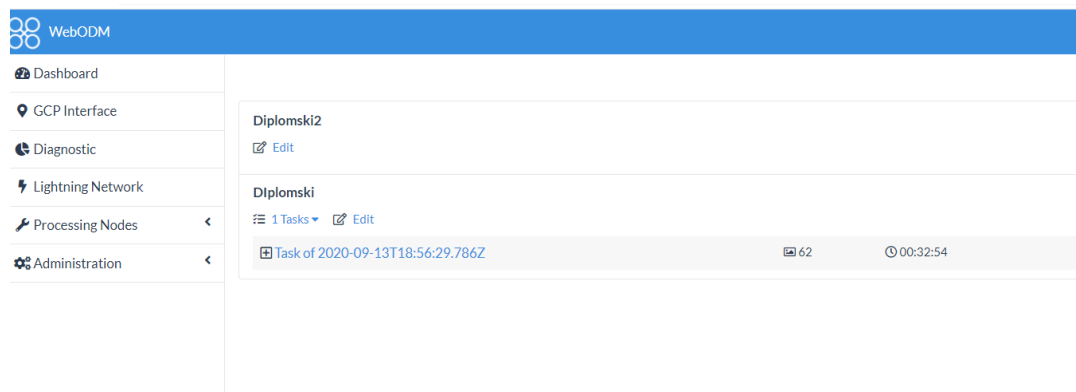 WebODM
Dashboard
GCP Interface
Diagnostic
Lightning Network
Processing Nodes
Administration
Diplomski2
Edit
DIplomski
1 Tasks Edit
Task of 2020-09-13T18:56:29.786Z 62 00:32:54